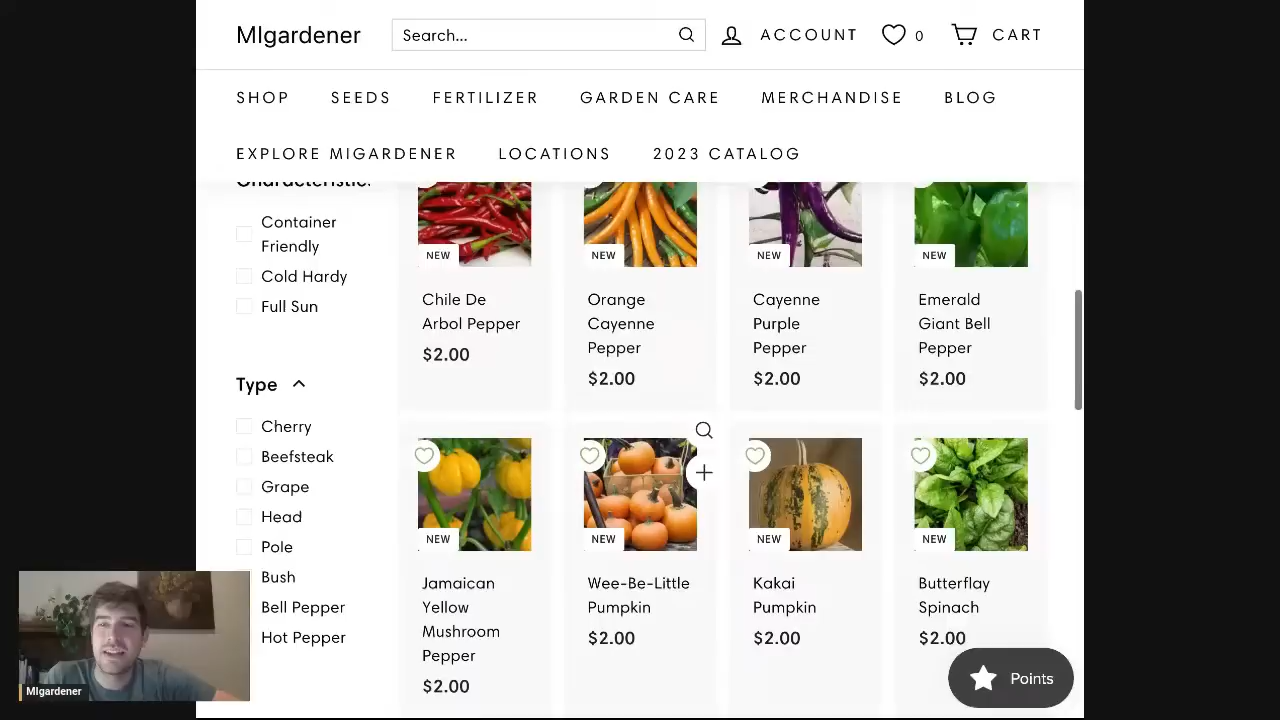 MIgardener
Search...
ACCOUNT
0
CART
SHOP
SEEDS
FERTILIZER
GARDEN CARE
MERCHANDISE
BLOG
EXPLORE MIGARDENER
LOCATIONS
2023 CATALOG
Container
Friendly
Cold Hardy
Full Sun
Type
Cherry
Beefsteak
Grape
Head
Pole
Bush
Bell Pepper
Hot Pepper
NEW
Chile De
Arbol Pepper
$2.00
NEW
Orange
Cayenne
Pepper
$2.00
NEW
Cayenne
Purple
Pepper
$2.00
NEW
Emerald
Giant Bell
Pepper
$2.00
NEW
Jamaican
Yellow
Mushroom
Pepper
$2.00
NEW
Wee-Be-Little
Pumpkin
$2.00
NEW
Kakai
Pumpkin
$2.00
NEW
Butterflay
Spinach
$2.00
Points
MIgardener